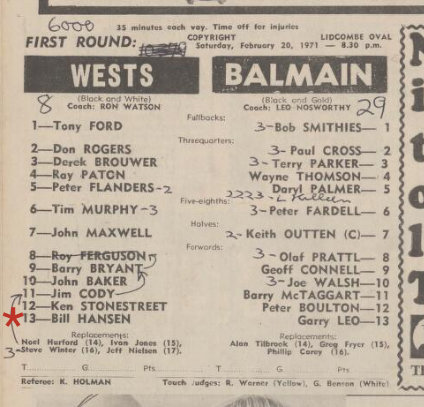 6000 35 minutes each way. Time off for injuries
COPYRIGHT LIDCOMBE OVAL
FIRST ROUND: Saturday, February 20, 1971 — 8.30 p.m.
WESTS BALMAIN
(Black and White) (Black and Gold)
8 Coach: RON WATSON Coach: LEO NOSWORTHY 29
Fullbacks:
1—Tony FORD 3-Bob SMITHIES— 1
Threequarters:
2—Don ROGERS 3-Paul CROSS— 2
3—Derek BROUWER 3-Terry PARKER— 3
4—Ray PATON Wayne THOMSON— 4
5—Peter FLANDERS-2 Daryl PALMER— 5
Five-eighths: 2223-L
6—Tim MURPHY-3 3-Peter FARDELL— 6
Halves:
7—John MAXWELL 2-Keith OUTTEN (C)— 7
Forwards:
8—Roy FERGUSON 3-Olaf PRATTL— 8
9—Barry BRYANT Geoff CONNELL— 9
10—John BAKER 3-Joe WALSH—10
11—Jim CODY Barry McTAGGART—11
12—Ken STONESTREET Peter BOULTON—12
13—Bill HANSEN Garry LEO—13
Replacements: Replacements:
Noel Harford (14), Ivan Jones (15), Alan Tilbrook (14), Greg Fryer (15),
3-Steve Winter (16), Jeff Nielsen (17). Phillip Corey (16).
T. G. Pts. T. G. Pts.
Referee: K. HOLMAN Touch Judges: R. Warner (Yellow), G. Benson (White)